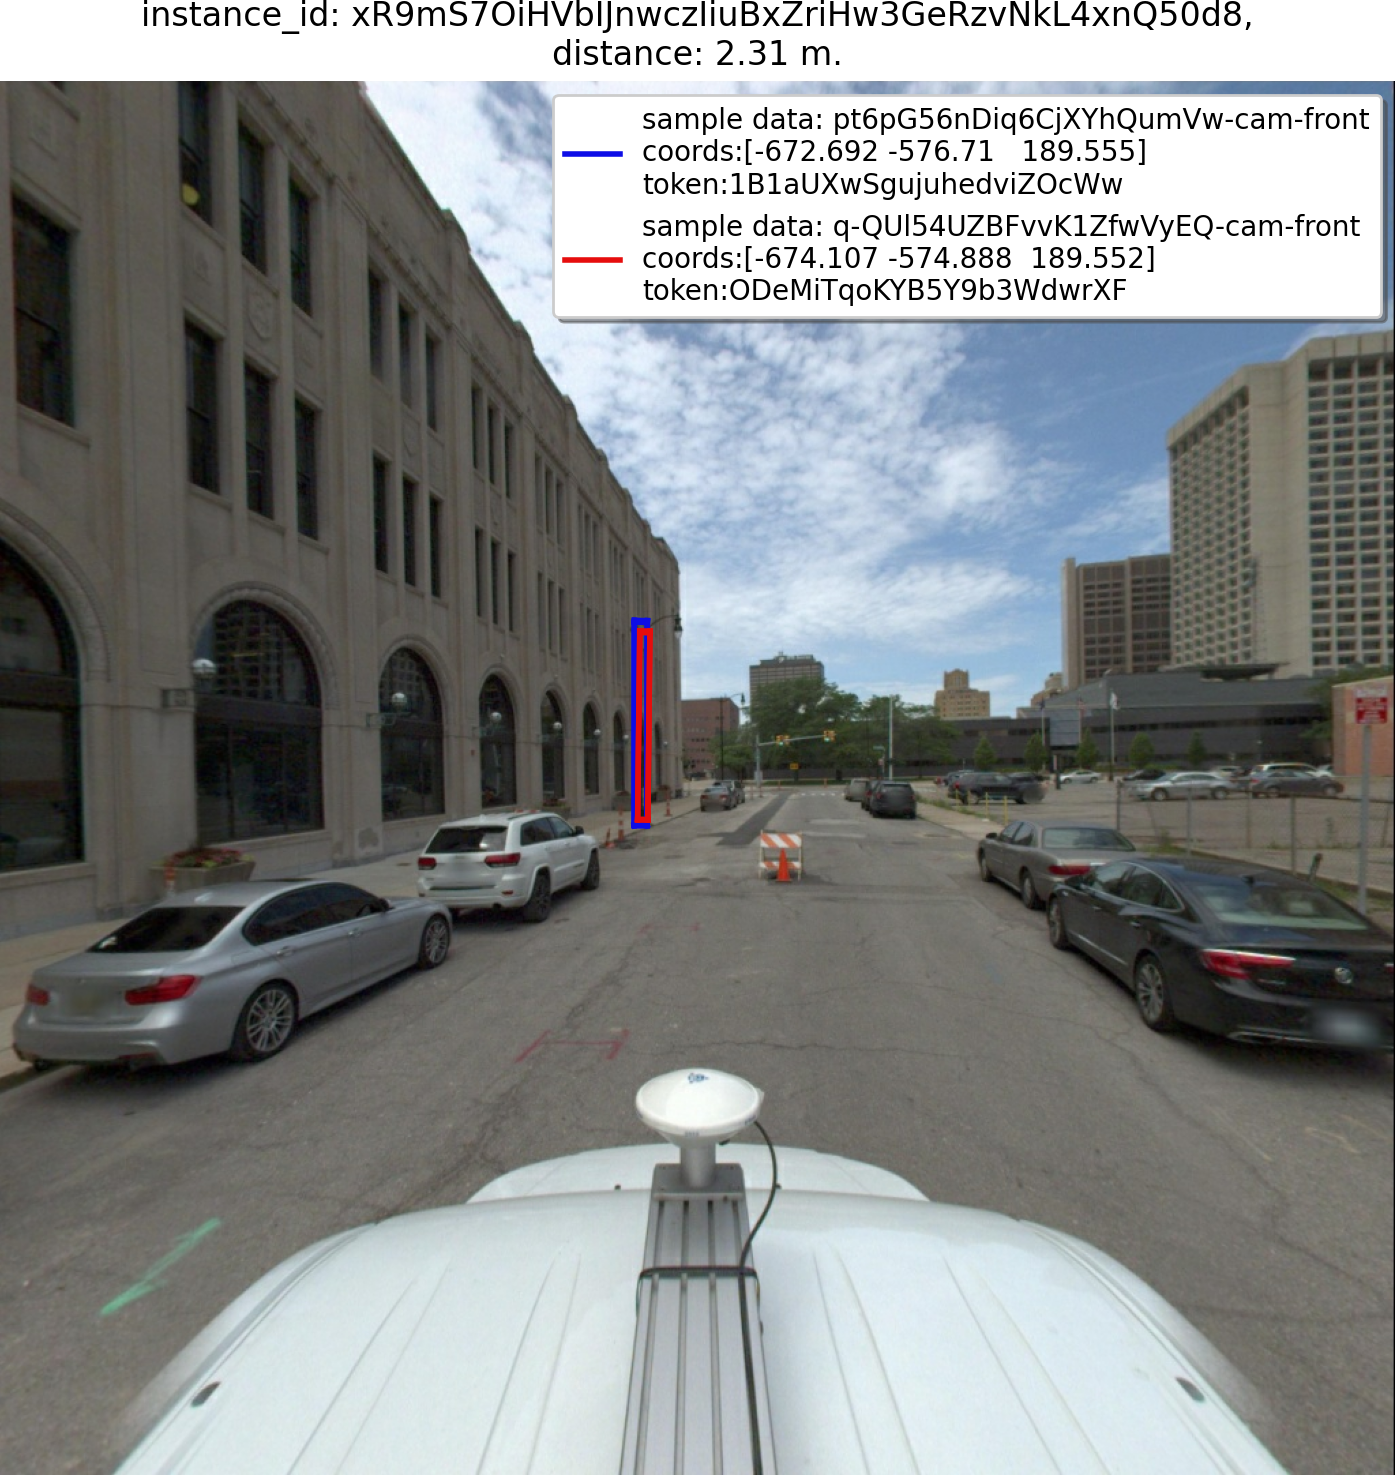 instance_id: xR9mS7OiHVbIJnwczIiuBxZriHw3GeRzvNkL4xnQ50d8,
distance: 2.31 m.
sample data: pt6pG56nDiq6CjXYhQumVw-cam-front
coords:[-672.692 -576.71 189.555]
token:1B1aUXwSgujuhedviZOcWw
sample data: q-QUl54UZBFvvK1ZfwVyEQ-cam-front
coords:[-674.107 -574.888 189.552]
token:ODeMiTqoKYB5Y9b3WdwrXF